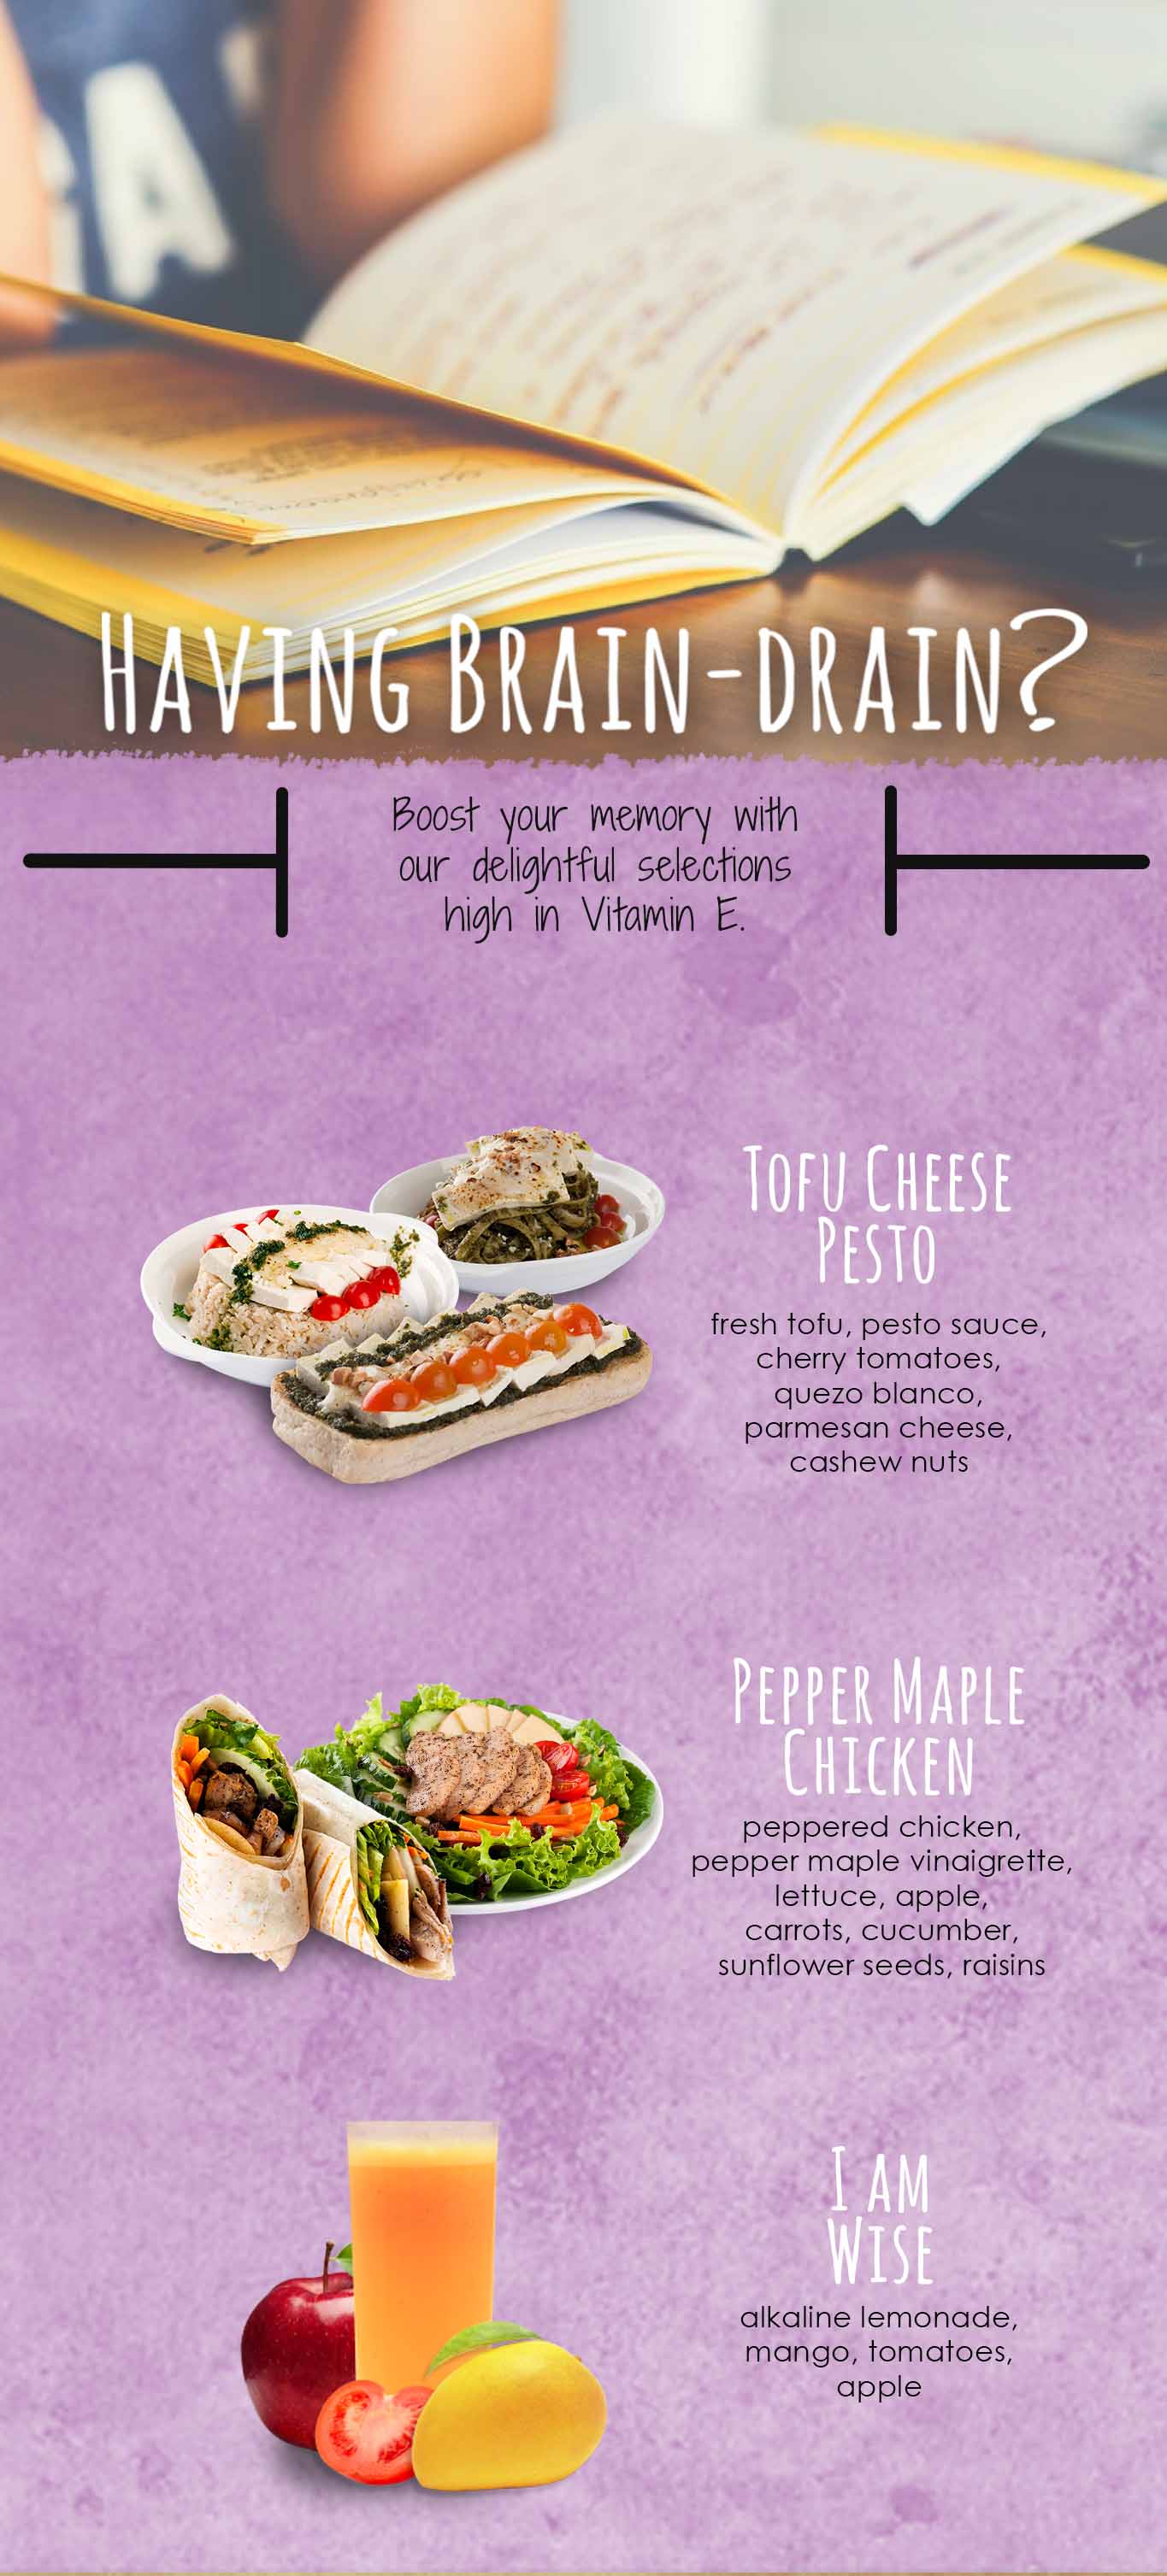 Having Brain-drain?
Boost your memory with
our delightful selections
high in Vitamin E.
Tofu Cheese
Pesto
fresh tofu, pesto sauce,
cherry tomatoes,
quezo blanco,
parmesan cheese,
cashew nuts
Pepper Maple
Chicken
peppered chicken,
pepper maple vinaigrette,
lettuce, apple,
carrots, cucumber,
sunflower seeds, raisins
I am
Wise
alkaline lemonade,
mango, tomatoes,
apple